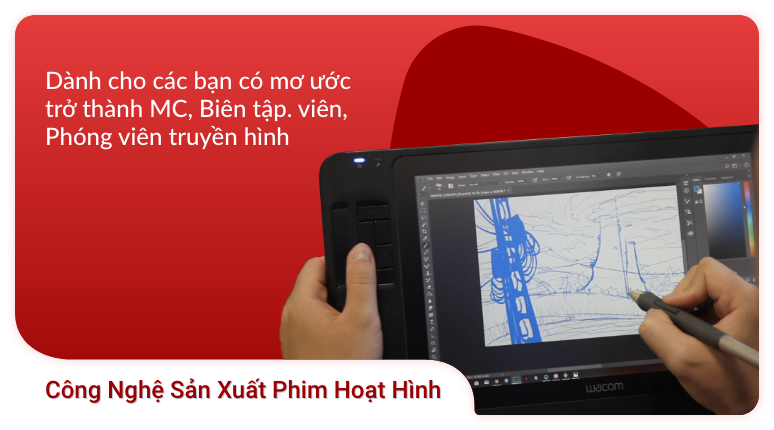 Dành cho các bạn có mơ ước
trở thành MC, Biên tập. viên,
Phóng viên truyền hình
wacom
Công Nghệ Sản Xuất Phim Hoạt Hình